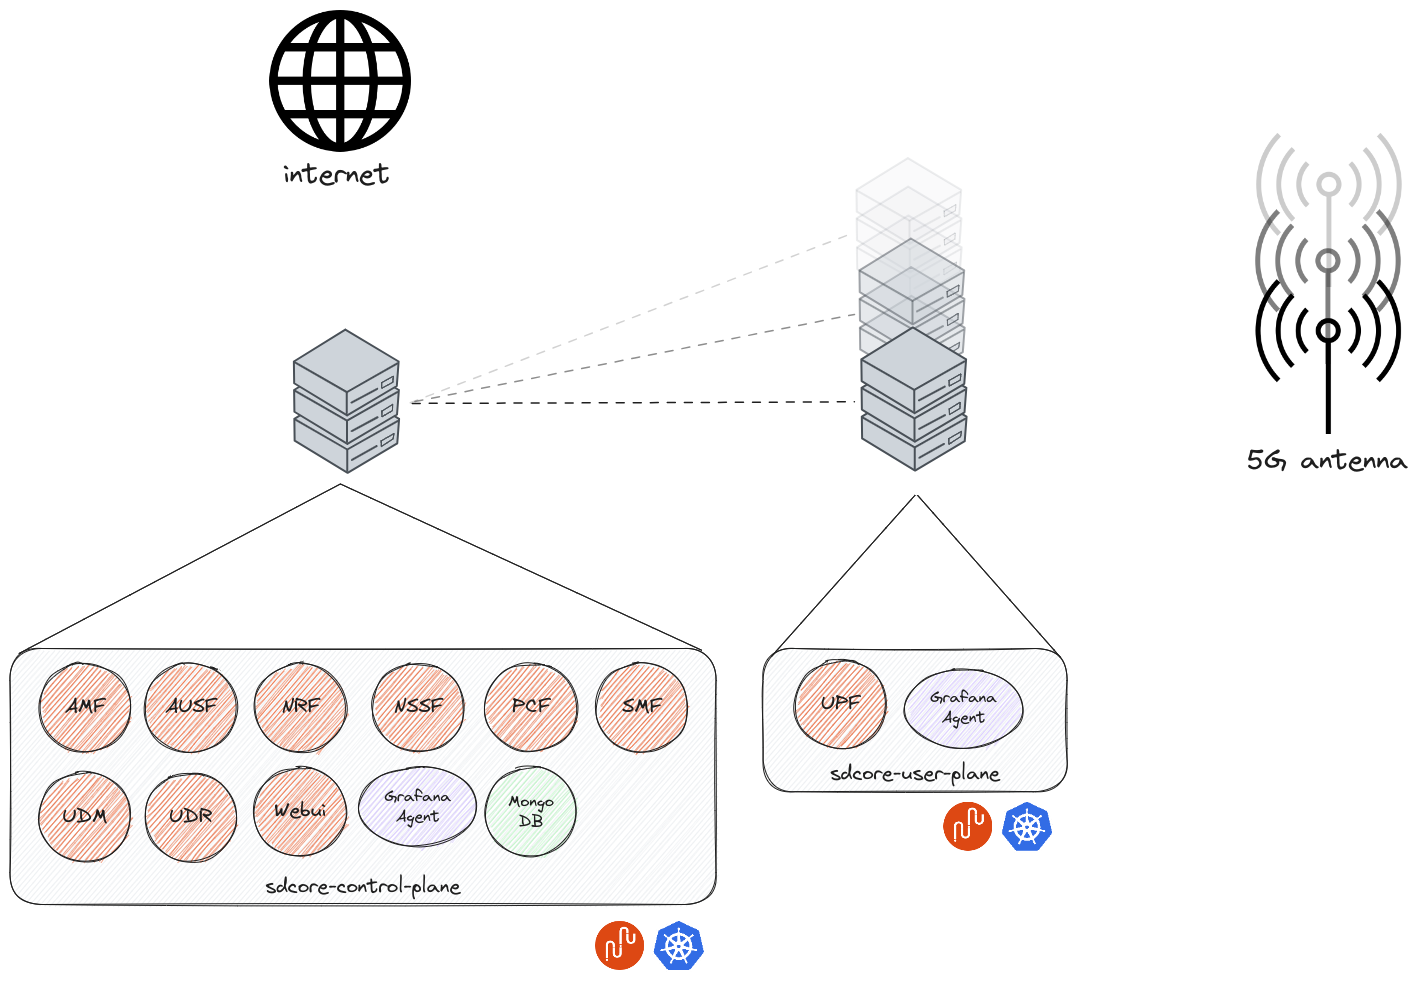 internet
5G antenna
AMF
AUSF
NRF
NSSF
PCF
SMF
UDM
UDR
Webui
Grafana
Agent
Mongo
DB
sdcore-control-plane
UPF
Grafana
Agent
sdcore-user-plane